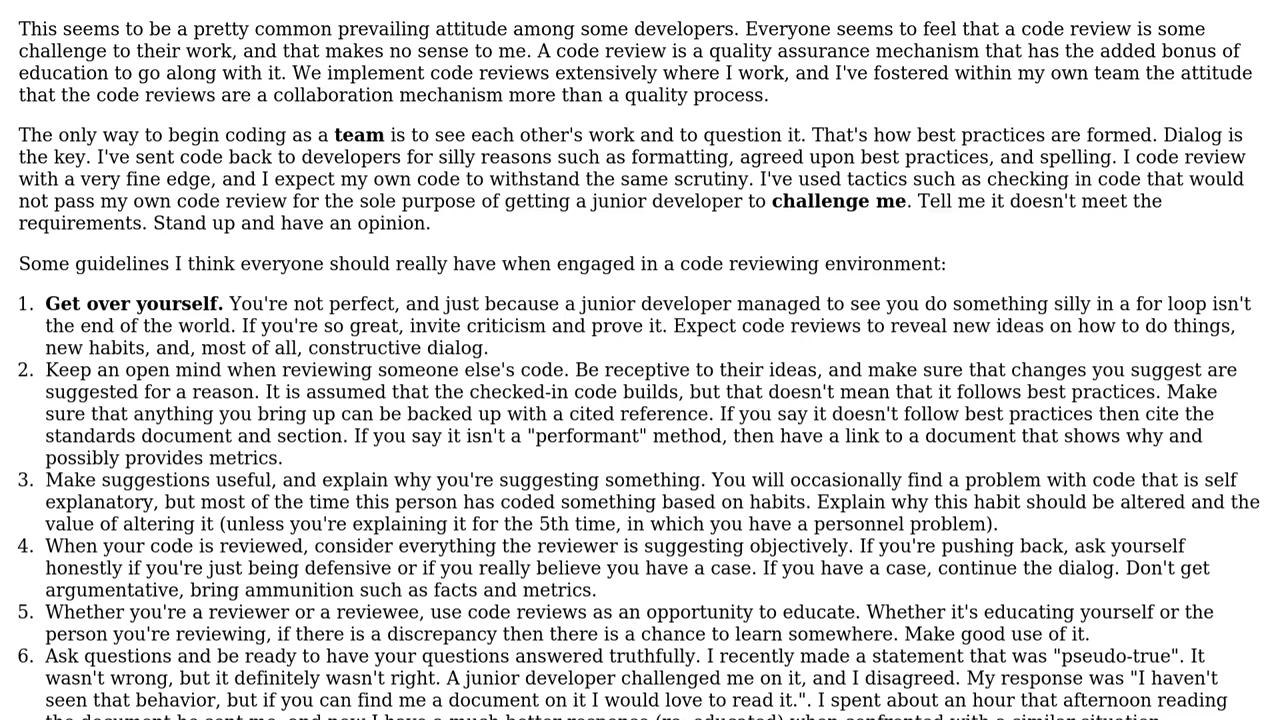 This seems to be a pretty common prevailing attitude among some developers. Everyone seems to feel that a code review is some
challenge to their work, and that makes no sense to me. A code review is a quality assurance mechanism that has the added bonus of
education to go along with it. We implement code reviews extensively where I work, and I've fostered within my own team the attitude
that the code reviews are a collaboration mechanism more than a quality process.
The only way to begin coding as a team is to see each other's work and to question it. That's how best practices are formed. Dialog is
the key. I've sent code back to developers for silly reasons such as formatting, agreed upon best practices, and spelling. I code review
with a very fine edge, and I expect my own code to withstand the same scrutiny. I've used tactics such as checking in code that would
not pass my own code review for the sole purpose of getting a junior developer to challenge me. Tell me it doesn't meet the
requirements. Stand up and have an opinion.
Some guidelines I think everyone should really have when engaged in a code reviewing environment:
1. Get over yourself. You're not perfect, and just because a junior developer managed to see you do something silly in a for loop isn't
the end of the world. If you're so great, invite criticism and prove it. Expect code reviews to reveal new ideas on how to do things,
new habits, and, most of all, constructive dialog.
2. Keep an open mind when reviewing someone else's code. Be receptive to their ideas, and make sure that changes you suggest are
suggested for a reason. It is assumed that the checked-in code builds, but that doesn't mean that it follows best practices. Make
sure that anything you bring up can be backed up with a cited reference. If you say it doesn't follow best practices then cite the
standards document and section. If you say it isn't a "performant" method, then have a link to a document that shows why and
possibly provides metrics.
3. Make suggestions useful, and explain why you're suggesting something. You will occasionally find a problem with code that is self
explanatory, but most of the time this person has coded something based on habits. Explain why this habit should be altered and the
value of altering it (unless you're explaining it for the 5th time, in which you have a personnel problem).
4. When your code is reviewed, consider everything the reviewer is suggesting objectively. If you're pushing back, ask yourself
honestly if you're just being defensive or if you really believe you have a case. If you have a case, continue the dialog. Don't get
argumentative, bring ammunition such as facts and metrics.
5. Whether you're a reviewer or a reviewee, use code reviews as an opportunity to educate. Whether it's educating yourself or the
person you're reviewing, if there is a discrepancy then there is a chance to learn somewhere. Make good use of it.
6. Ask questions and be ready to have your questions answered truthfully. I recently made a statement that was "pseudo-true". It
wasn't wrong, but it definitely wasn't right. A junior developer challenged me on it, and I disagreed. My response was "I haven't
seen that behavior, but if you can find me a document on it I would love to read it.". I spent about an hour that afternoon reading
the document he sent me, and now I have a much better response (re- educated) when confronted with a similar situation.